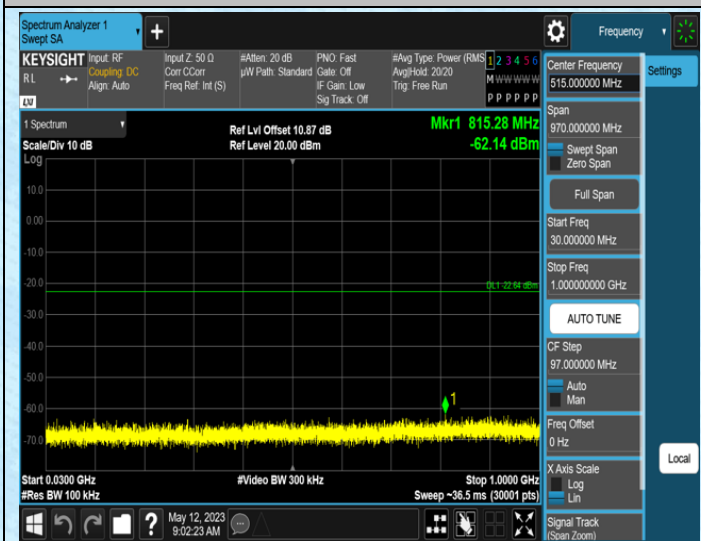 Spectrum Analyzer 1
Swept SA
Frequency
KEYSIGHT
R L
LXI
Input: RF
Coupling: DC
Align: Auto
Input Z: 50 Ω
Corr CCorr
Freq Ref: Int (S)
#Atten: 20 dB
µW Path: Standard
PNO: Fast
Gate: Off
IF Gain: Low
Sig Track: Off
#Avg Type: Power (RMS
Avg|Hold: 20/20
Trig: Free Run
1 2 3 4 5 6
M W W W W W
P P P P P P
1 Spectrum
Scale/Div 10 dB
Log
Ref Lvl Offset 10.87 dB
Ref Level 20.00 dBm
Mkr1 815.28 MHz
-62.14 dBm
10.0
0.00
-10.0
-20.0
DL1 -22.64 dBm
-30.0
-40.0
-50.0
-60.0
1
-70.0
Start 0.0300 GHz
#Res BW 100 kHz
#Video BW 300 kHz
Stop 1.0000 GHz
Sweep ~36.5 ms (30001 pts)
Center Frequency
515.000000 MHz
Settings
Span
970.000000 MHz
Swept Span
Zero Span
Full Span
Start Freq
30.000000 MHz
Stop Freq
1.000000000 GHz
AUTO TUNE
CF Step
97.000000 MHz
Auto
Man
Freq Offset
0 Hz
X Axis Scale
Log
Lin
Local
Signal Track
(Span Zoom)
?
May 12, 2023
9:02:23 AM